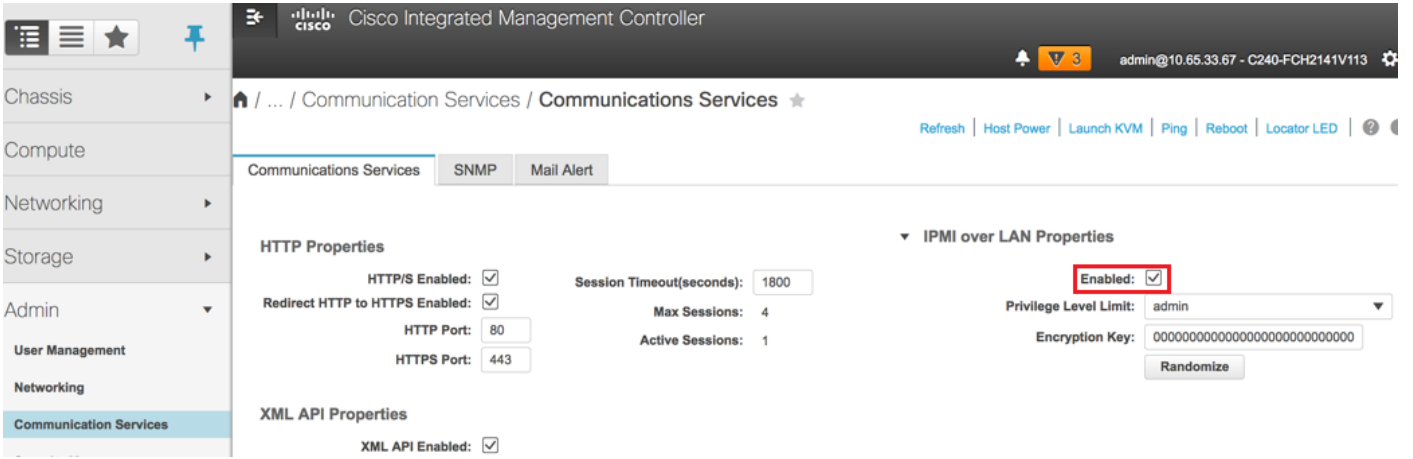 cisco Cisco Integrated Management Controller
3 admin@10.65.33.67 - C240-FCH2141V113
Chassis
Compute
Networking
Storage
Admin
User Management
Networking
Communication Services
/ ... / Communication Services / Communications Services
Refresh | Host Power | Launch KVM | Ping | Reboot | Locator LED | ?
Communications Services SNMP Mail Alert
HTTP Properties
HTTP/S Enabled:
Redirect HTTP to HTTPS Enabled:
HTTP Port: 80
HTTPS Port: 443
Session Timeout(seconds): 1800
Max Sessions: 4
Active Sessions: 1
IPMI over LAN Properties
Enabled:
Privilege Level Limit: admin
Encryption Key: 0000000000000000000000000000
Randomize
XML API Properties
XML API Enabled: